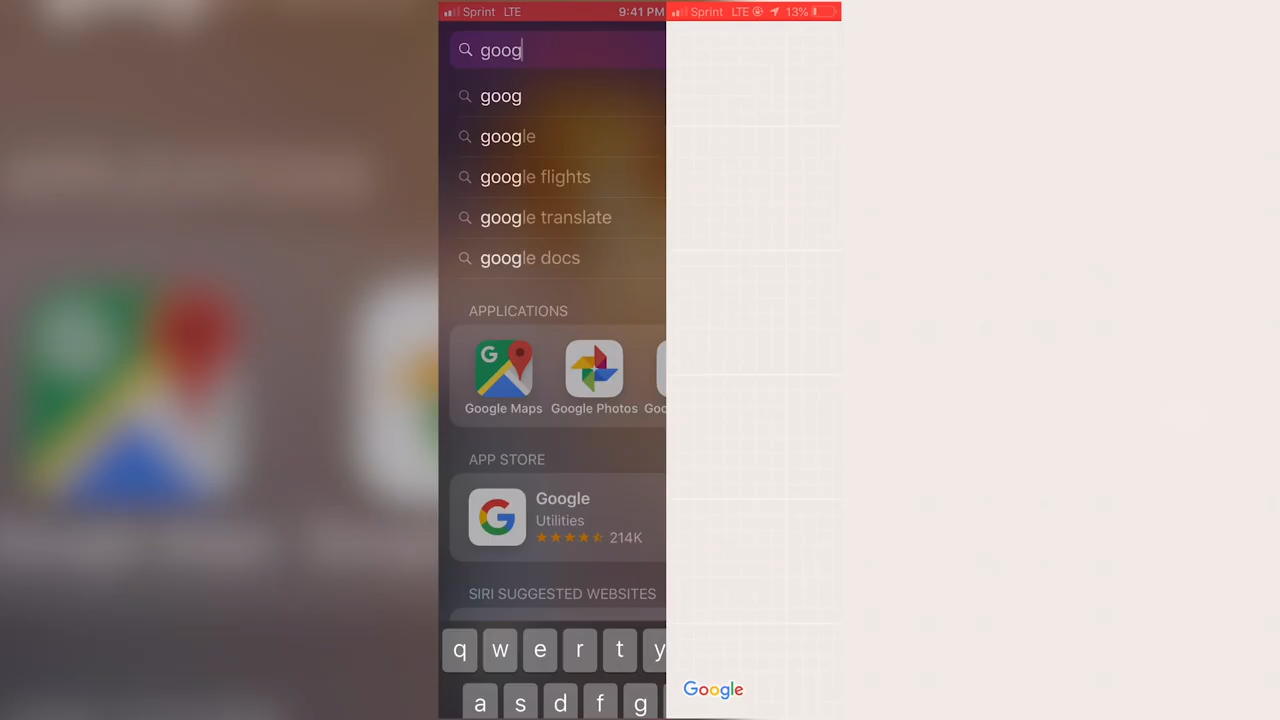 Sprint LTE 9:41 PM
Sprint LTE 13%
goog
goog
google
google flights
google translate
google docs
APPLICATIONS
G
Google Maps Google Photos Goo
APP STORE
G
Google
Utilities
214K
SIRI SUGGESTED WEBSITES
q w e r t y
a s d f g
Google